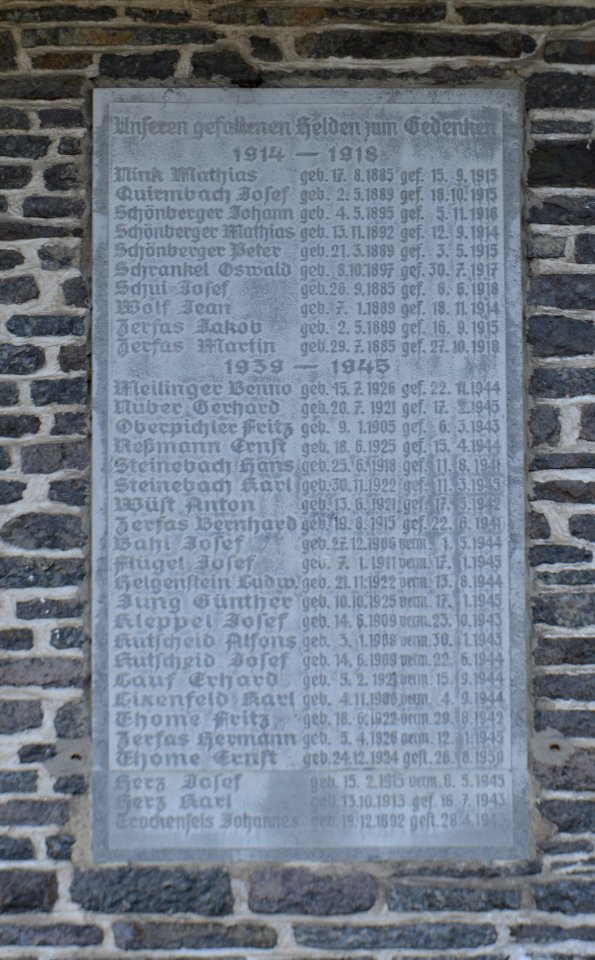 Unseren gefallenen Helden zum Gedenken
1914 — 1918
Nink Mathias geb. 17. 8.1885 gef. 15. 9.1915
Quirmbach Josef geb. 2. 5.1889 gef. 18.10.1915
Schönberger Johann geb. 4. 5.1895 gef. 5. 11.1916
Schönberger Mathias geb. 13. 11.1892 gef. 12. 9.1914
Schönberger Peter geb. 21. 3.1889 gef. 3. 5.1915
Schrankel Oswald geb. 8.10.1897 gef. 30. 7.1917
Schui Josef geb. 26. 9.1885 gef. 6. 6.1918
Wolf Jean geb. 7. 1.1889 gef. 18. 11.1914
Zerfas Jakob geb. 2. 5.1889 gef. 16. 9.1915
Zerfas Martin geb. 29. 7.1885 gef. 27. 10.1918
1939 — 1945
Meilinger Benno geb. 15. 7.1926 gef. 22. 11.1944
Nuber Gerhard geb. 20. 7.1921 gef. 17. 2.1945
Oberpichler Fritz geb. 9. 1.1905 gef. 6. 3.1943
Reßmann Ernst geb. 18. 6.1925 gef. 15. 4.1944
Steinebach Hans geb. 25. 6.1918 gef. 11. 8.1941
Steinebach Karl geb. 30. 11.1922 gef. 11. 3.1943
Wüst Anton geb. 13. 6.1921 gef. 17. 3.1942
Zerfas Bernhard geb. 19. 8.1915 gef. 22. 6.1941
Bahl Josef geb. 27. 12.1906 verm. 1. 5.1944
Mügel Josef geb. 7. 1.1911 verm. 17. 1.1945
Helgenstein Ludw. geb. 21. 11.1922 verm. 13. 8.1944
Jung Günther geb. 10. 10.1925 verm. 17. 1.1945
Kleppel Josef geb. 14. 6.1909 verm. 23. 10.1943
Kutscheid Alfons geb. 3. 1.1908 verm. 30. 1.1943
Kutscheid Josef geb. 14. 6.1909 verm. 22. 6.1944
Lauf Erhard geb. 5. 2.1921 verm. 15. 9.1944
Lixenfeld Karl geb. 4. 11.1906 verm. 4. 9.1944
Thome Fritz geb. 18. 6.1922 verm. 29. 8.1942
Zerfas Hermann geb. 5. 4.1926 verm. 12. 1.1945
Thome Ernst geb. 24.12.1924 gest. 26. 8.1950
Herz Josef geb. 15. 2.1915 verm. 8. 5.1945
Herz Karl geb. 13.10.1913 gef. 16. 7.1943
Trockenfels Johannes geb. 19.12.1892 gest. 28. 4.